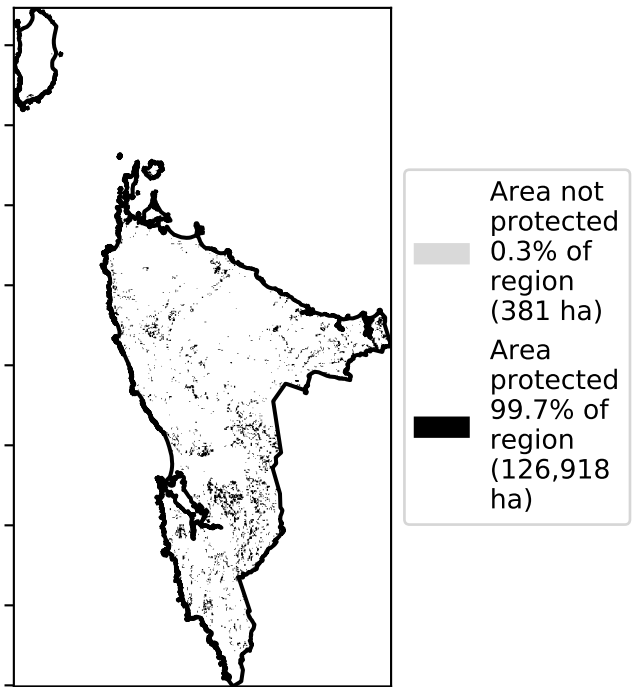 Area not
protected
0.3% of
region
(381 ha)
Area
protected
99.7% of
region
(126,918
ha)